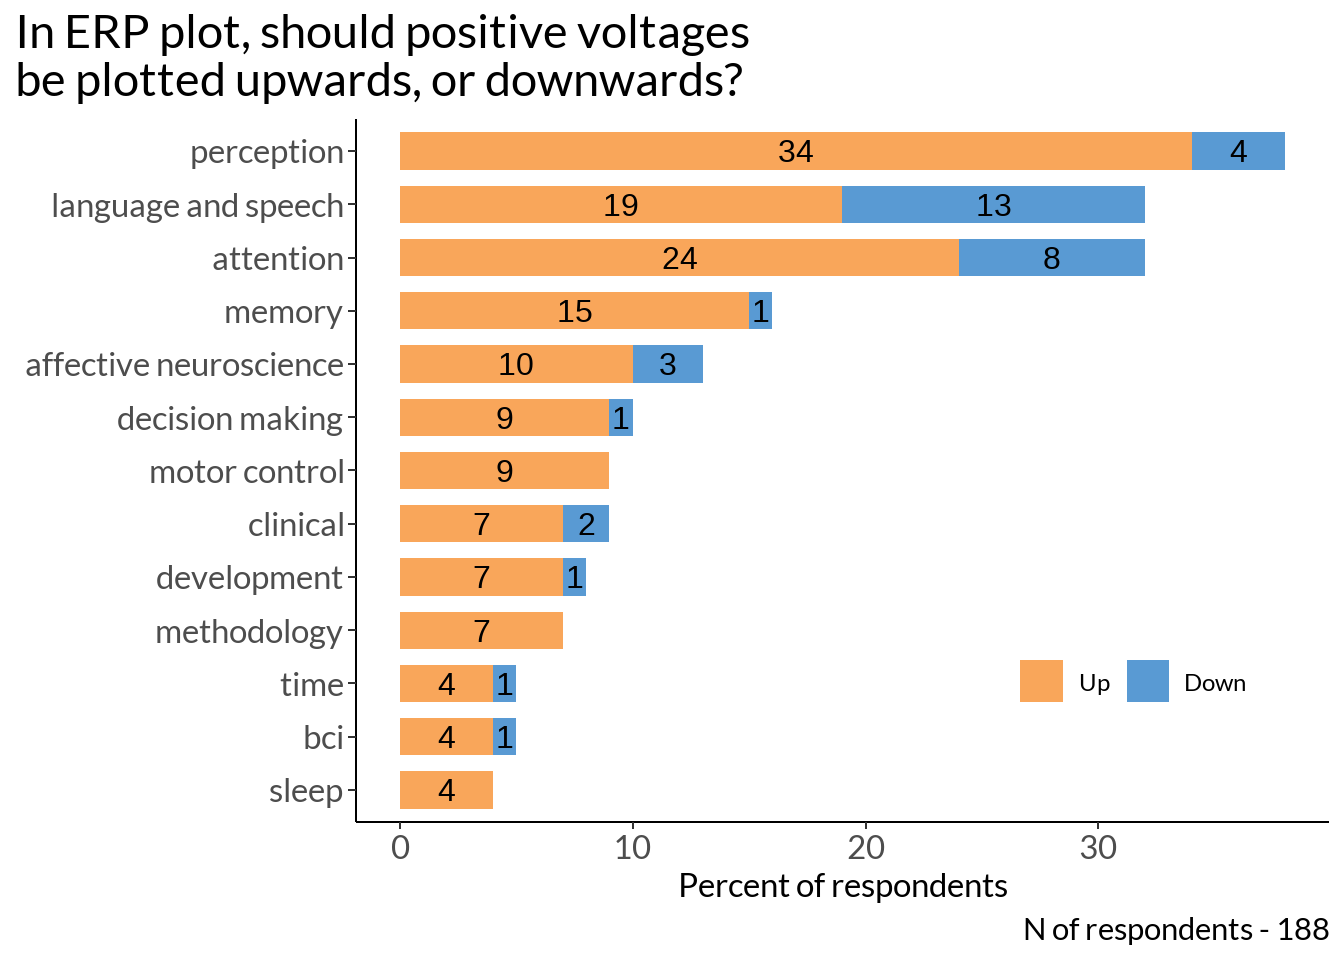 In ERP plot, should positive voltages
be plotted upwards, or downwards?
perception 34 4
language and speech 19 13
attention 24 8
memory 15 1
affective neuroscience 10 3
decision making 9 1
motor control 9
clinical 7 2
development 7 1
methodology 7
time 4 1
Up Down
bci 4 1
sleep 4
0 10 20 30
Percent of respondents
N of respondents - 188